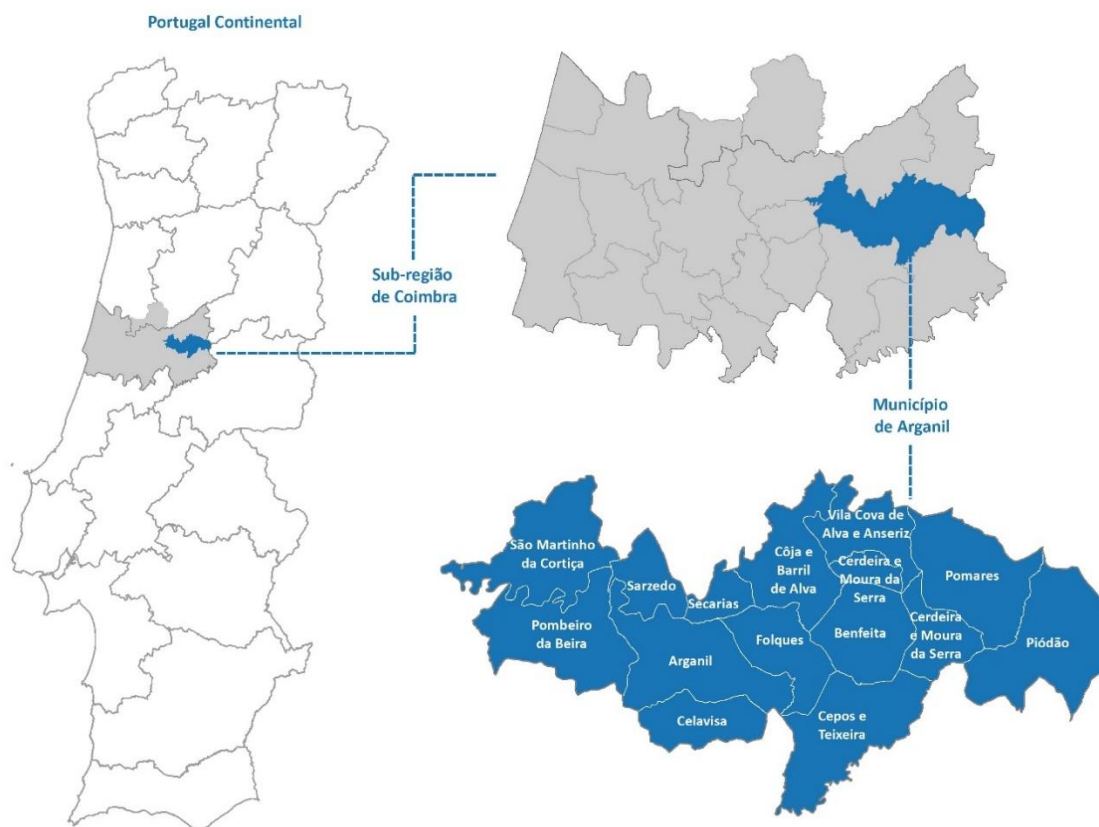 Portugal Continental
Sub-região
de Coimbra
Município
de Arganil
São Martinho
da Cortiça
Sarzedo
Secarias
Côja e
Barril
de Alva
Vila Cova de
Alva e Anseriz
Cerdeira e
Moura da
Serra
Pomares
Pombeiro
da Beira
Arganil
Folques
Benfeita
Cerdeira
e Moura
da Serra
Piódão
Celavisa
Cepos e
Teixeira